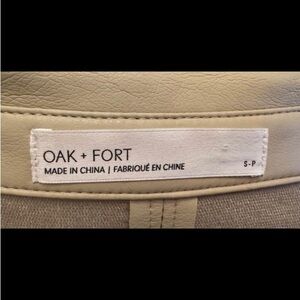 OAK + FORT
MADE IN CHINA | FABRIQUÉ EN CHINE
S-P